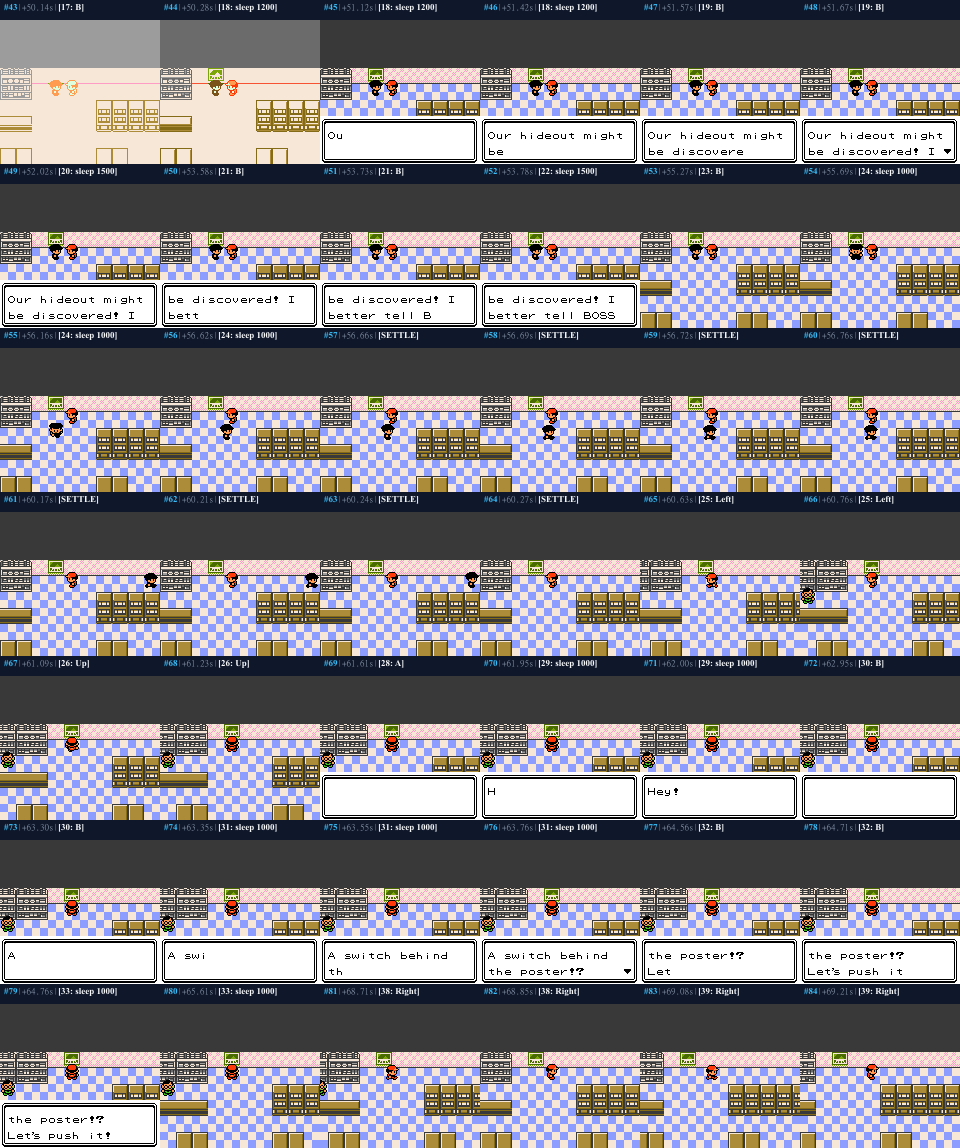 #43|+50.14s| [17: B]
#44|+50.28s| [18: sleep 1200]
#45|+51.12s| [18: sleep 1200]
#46|+51.42s| [18: sleep 1200]
#47|+51.57s| [19: B]
#48|+51.67s| [19: B]
Ou
Our hideout might
be
Our hideout might
be discovere
Our hideout might
be discovered! I ▼
#49|+52.02s| [20: sleep 1500]
#50|+53.58s| [21: B]
#51|+53.73s| [21: B]
#52|+53.78s| [22: sleep 1500]
#53|+55.27s| [23: B]
#54|+55.69s| [24: sleep 1000]
Our hideout might
be discovered! I
be discovered! I
bett
be discovered! I
better tell B
be discovered! I
better tell BOSS
#55|+56.16s| [24: sleep 1000]
#56|+56.62s| [24: sleep 1000]
#57|+56.66s| [SETTLE]
#58|+56.69s| [SETTLE]
#59|+56.72s| [SETTLE]
#60|+56.76s| [SETTLE]
#61|+60.17s| [SETTLE]
#62|+60.21s| [SETTLE]
#63|+60.24s| [SETTLE]
#64|+60.27s| [SETTLE]
#65|+60.63s| [25: Left]
#66|+60.76s| [25: Left]
#67|+61.09s| [26: Up]
#68|+61.23s| [26: Up]
#69|+61.61s| [28: A]
#70|+61.95s| [29: sleep 1000]
#71|+62.00s| [29: sleep 1000]
#72|+62.95s| [30: B]
H
Hey!
#73|+63.30s| [30: B]
#74|+63.35s| [31: sleep 1000]
#75|+63.55s| [31: sleep 1000]
#76|+63.76s| [31: sleep 1000]
#77|+64.56s| [32: B]
#78|+64.71s| [32: B]
A
A swi
A switch behind
th
A switch behind
the poster!? ▼
the poster!?
Let
the poster!?
Let's push it
#79|+64.76s| [33: sleep 1000]
#80|+65.61s| [33: sleep 1000]
#81|+68.71s| [38: Right]
#82|+68.85s| [38: Right]
#83|+69.08s| [39: Right]
#84|+69.21s| [39: Right]
the poster!?
Let's push it!